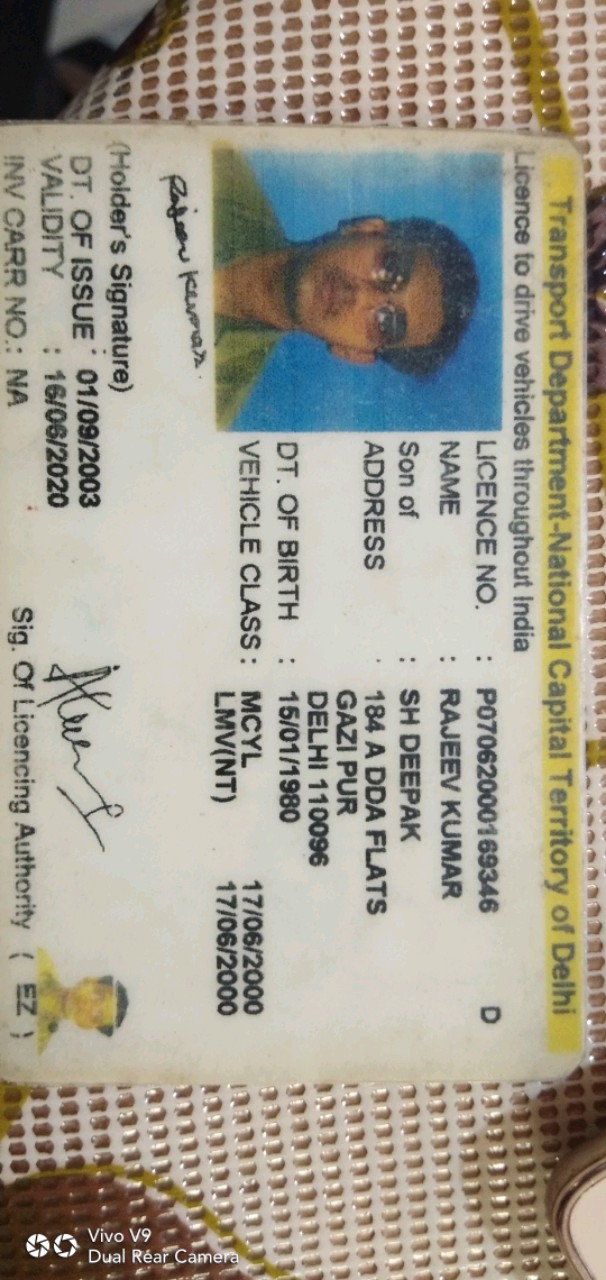 Transport Department-National Capital Territory of Delhi
Licence to drive vehicles throughout India
LICENCE NO. : P07062000169346 D
NAME : RAJEEV KUMAR
Son of : SH DEEPAK
ADDRESS : 184 A DDA FLATS
GAZI PUR
DELHI 110096
DT. OF BIRTH : 15/01/1980
VEHICLE CLASS : MCYL 17/06/2000
LMV(NT) 17/06/2000
Rajeev Kumar.
(Holder's Signature)
DT. OF ISSUE : 01/09/2003
VALIDITY : 16/06/2020
INV CARR NO.: NA
Sig. Of Licencing Authority ( EZ )
Vivo V9
Dual Rear Camera